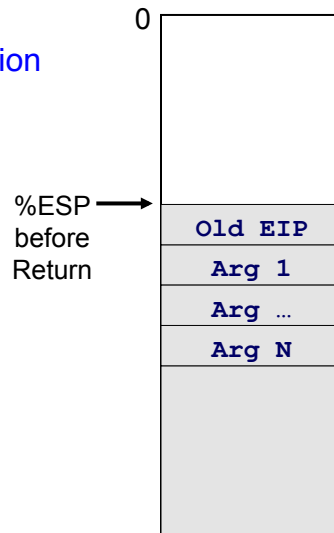 0
ion
%ESP
before
Return
Old EIP
Arg 1
Arg …
Arg N